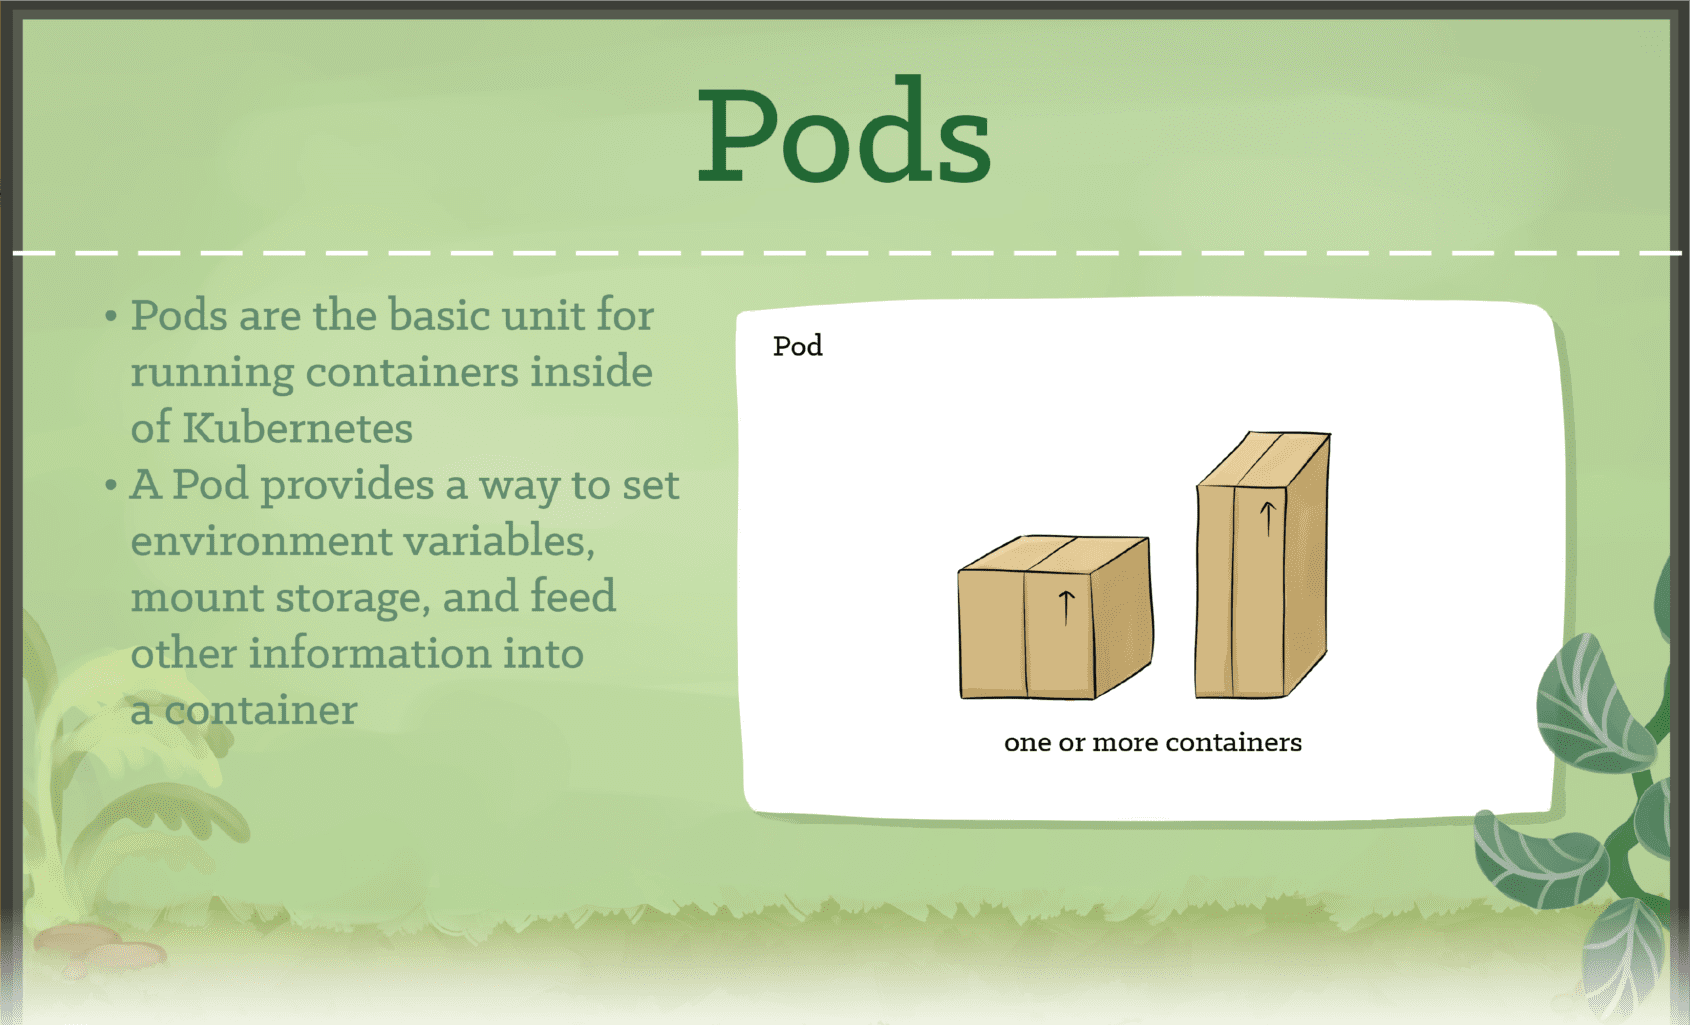 Pods
• Pods are the basic unit for
running containers inside
of Kubernetes
• A Pod provides a way to set
environment variables,
mount storage, and feed
other information into
a container
Pod
one or more containers